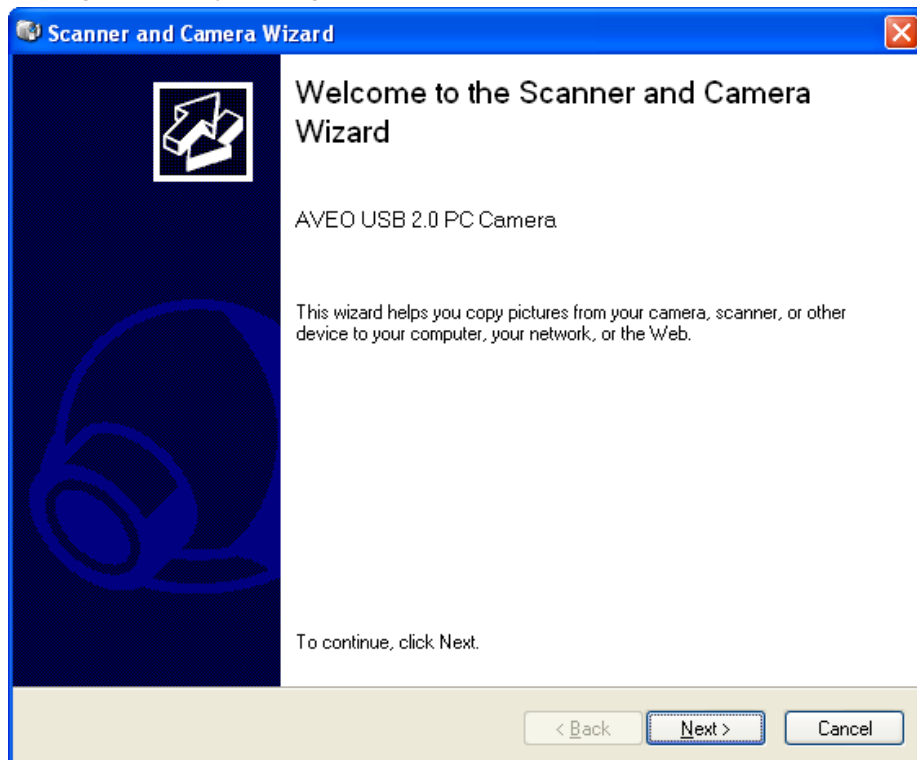 Scanner and Camera Wizard
Welcome to the Scanner and Camera
Wizard
AVEO USB 2.0 PC Camera
This wizard helps you copy pictures from your camera, scanner, or other
device to your computer, your network, or the Web.
To continue, click Next.
< Back Next > Cancel